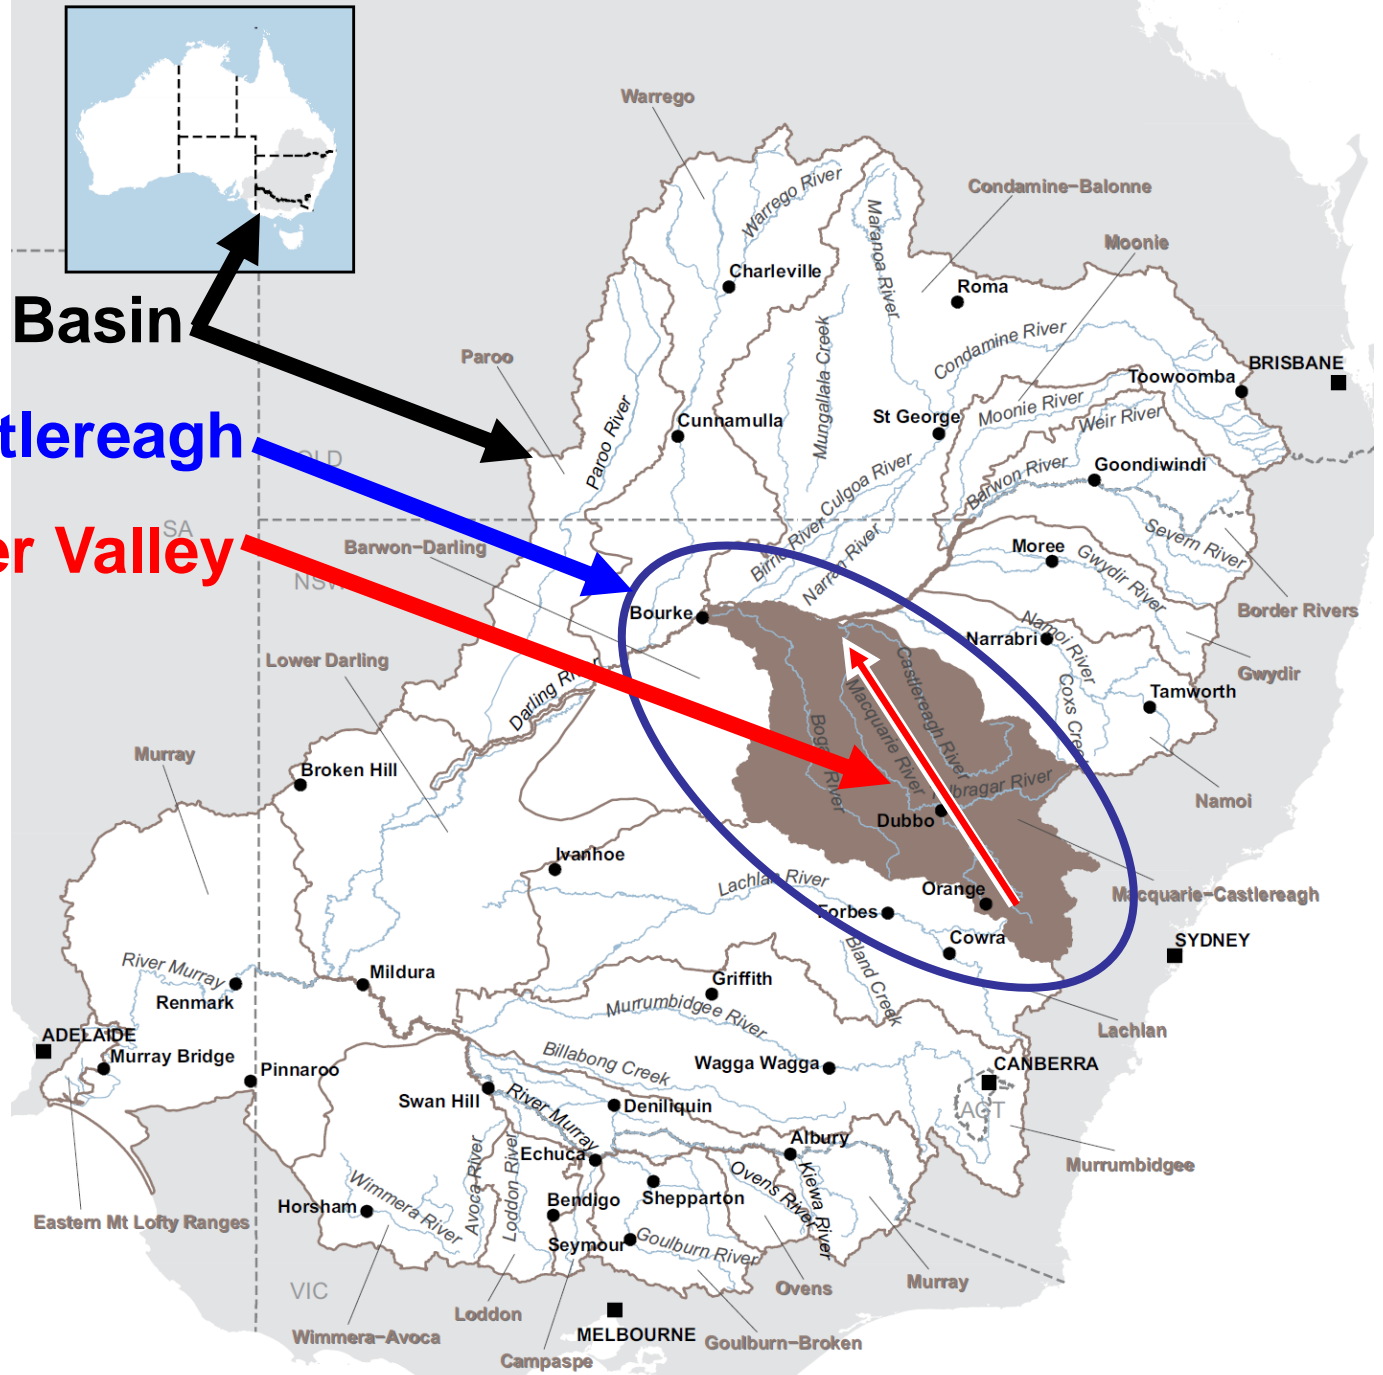 Warrego
Condamine–Balonne
Moonie
Warrego River
Maranoa River
Charleville
Roma
Basin
Paroo
Mungallala Creek
Condamine River
BRISBANE
Toowoomba
Paroo River
Cunnamulla
St George
Moonie River
Weir River
tlereagh
QLD
Culgoa River
Barwon River
Goondiwindi
SA
er Valley
Barwon–Darling
Birrie River
Narran River
Moree
Gwydir River
Severn River
NSW
Border Rivers
Bourke
Namoi River
Narrabri
Lower Darling
Castlereagh River
Gwydir
Darling River
Macquarie River
Coxs Creek
Tamworth
Bogan River
Murray
Broken Hill
lbragar River
Namoi
Dubbo
Ivanhoe
Lachlan River
Orange
Macquarie–Castlereagh
Forbes
Cowra
SYDNEY
Bland Creek
River Murray
Mildura
Griffith
Renmark
Murrumbidgee River
Lachlan
ADELAIDE
Murray Bridge
Pinnaroo
Billabong Creek
Wagga Wagga
CANBERRA
Swan Hill
River Murray
Deniliquin
ACT
Albury
Echuca
Avoca River
Loddon River
Ovens River
Kiewa River
Murrumbidgee
Horsham
Wimmera River
Bendigo
Shepparton
Eastern Mt Lofty Ranges
Seymour
Goulburn River
VIC
Ovens
Murray
Loddon
Wimmera–Avoca
MELBOURNE
Goulburn–Broken
Campaspe